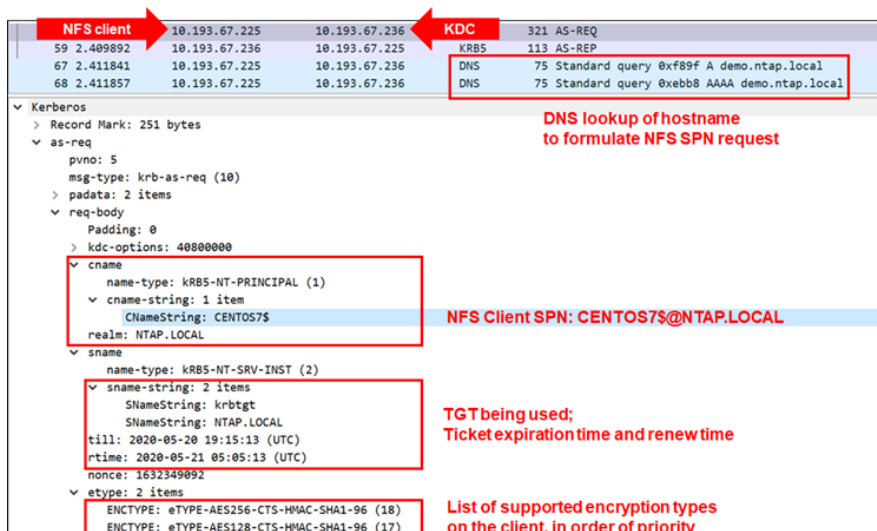 NFS client 10.193.67.225 10.193.67.236 KDC 321 AS-REQ
59 2.409892 10.193.67.236 10.193.67.225 KRB5 113 AS-REP
67 2.411841 10.193.67.225 10.193.67.236 DNS 75 Standard query 0xf89f A demo.ntap.local
68 2.411857 10.193.67.225 10.193.67.236 DNS 75 Standard query 0xebb8 AAAA demo.ntap.local
DNS lookup of hostname
to formulate NFS SPN request
Kerberos
Record Mark: 251 bytes
as-req
pvno: 5
msg-type: krb-as-req (10)
padata: 2 items
req-body
Padding: 0
kdc-options: 40800000
cname
name-type: kRB5-NT-PRINCIPAL (1)
cname-string: 1 item
CNameString: CENTOS7$
NFS Client SPN: CENTOS7$@NTAP.LOCAL
realm: NTAP.LOCAL
sname
name-type: kRB5-NT-SRV-INST (2)
sname-string: 2 items
SNameString: krbtgt
SNameString: NTAP.LOCAL
TGT being used;
Ticket expiration time and renew time
till: 2020-05-20 19:15:13 (UTC)
rtime: 2020-05-21 05:05:13 (UTC)
nonce: 1632349092
etype: 2 items
ENCTYPE: eTYPE-AES256-CTS-HMAC-SHA1-96 (18)
ENCTYPE: eTYPE-AES128-CTS-HMAC-SHA1-96 (17)
List of supported encryption types
on the client, in order of priority